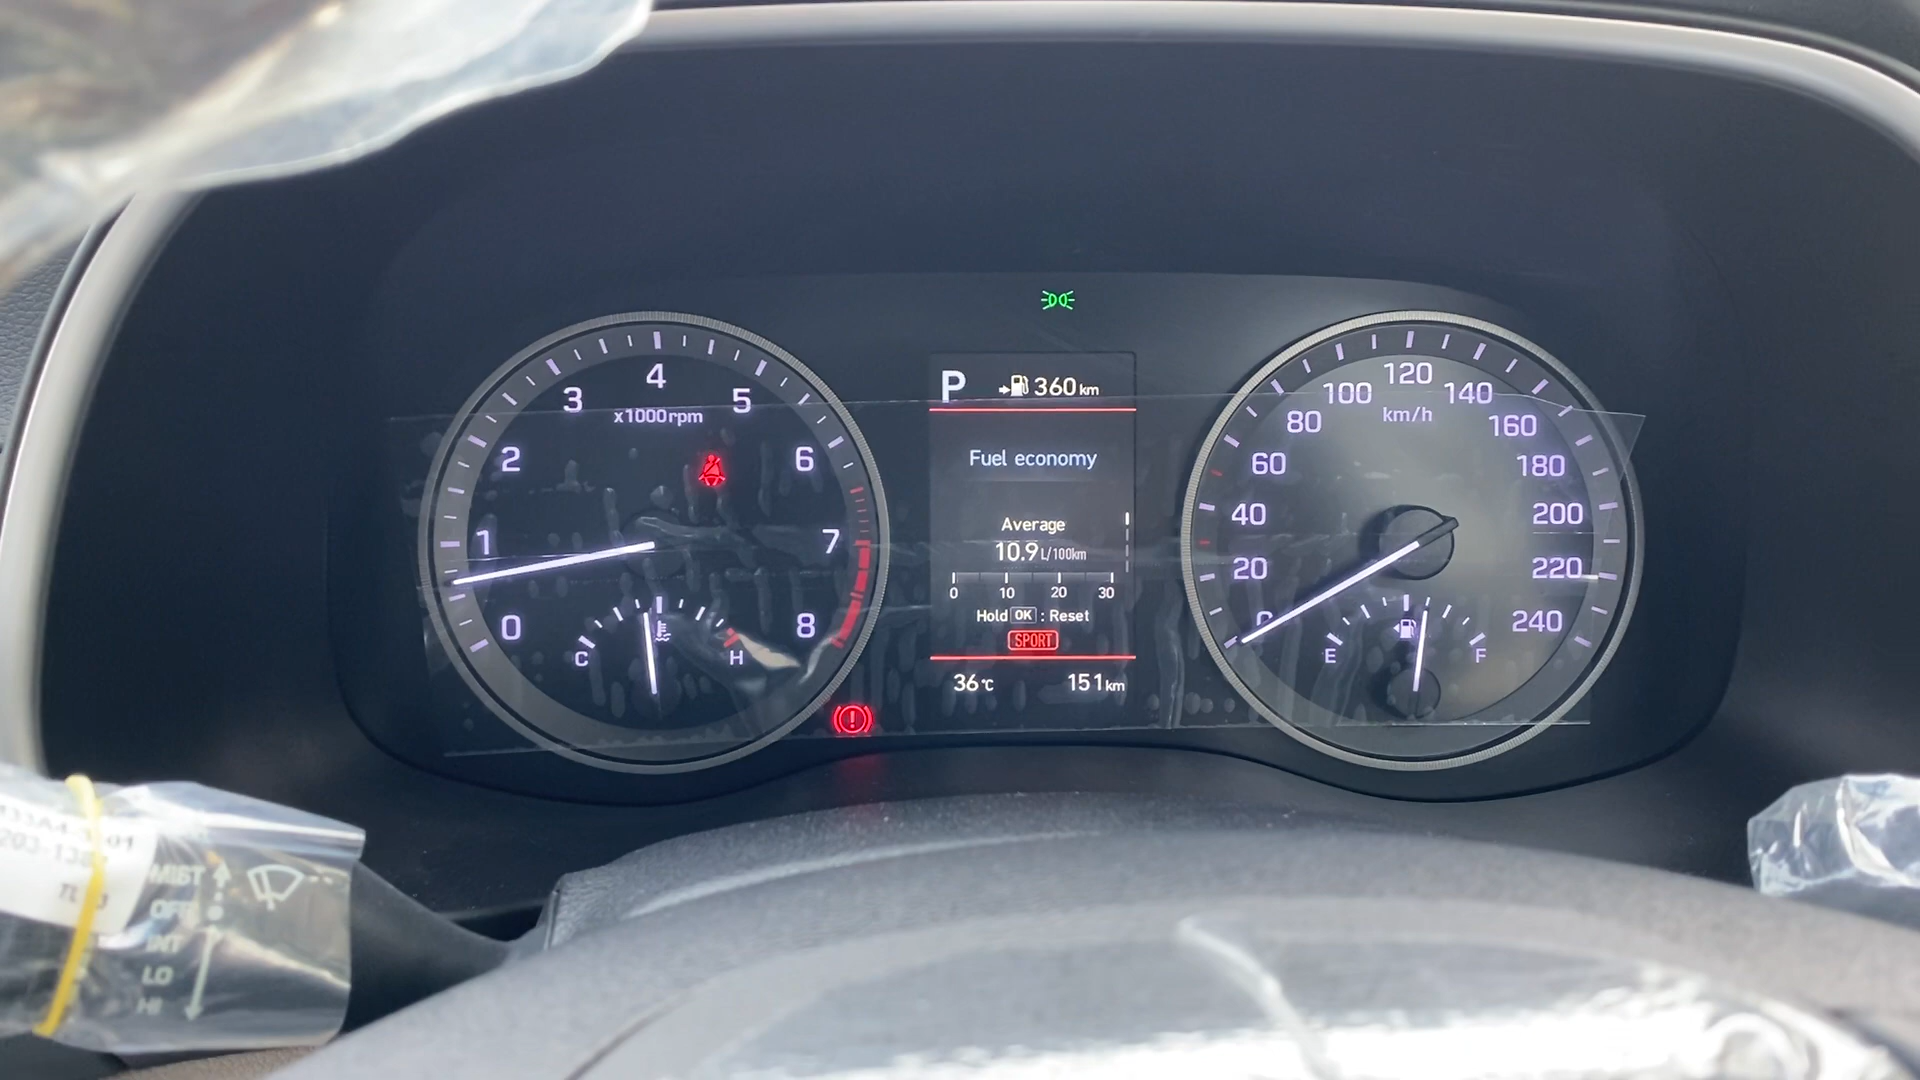 0
1
2
3
4
5
6
7
8
x1000rpm
C
H
P
360 km
Fuel economy
Average
10.9 L/100km
0 10 20 30
Hold OK : Reset
SPORT
36℃
151 km
20
40
60
80
100
120
140
160
180
200
220
240
km/h
E
F
OFF
INT
LO
HI